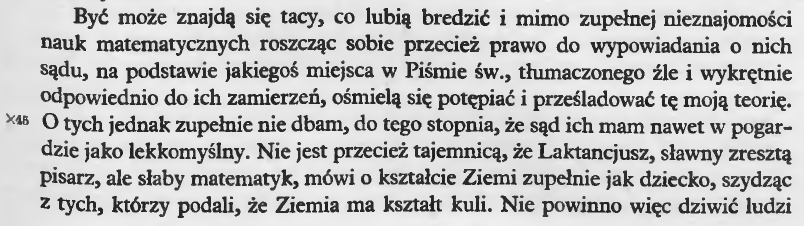 Być może znajdą się tacy, co lubią bredzić i mimo zupełnej nieznajomości
nauk matematycznych roszcząc sobie przecież prawo do wypowiadania o nich
sądu, na podstawie jakiegoś miejsca w Piśmie św., tłumaczonego źle i wykrętnie
odpowiednio do ich zamierzeń, ośmielą się potępiać i prześladować tę moją teorię.
X45 O tych jednak zupełnie nie dbam, do tego stopnia, że sąd ich mam nawet w pogar-
dzie jako lekkomyślny. Nie jest przecież tajemnicą, że Laktancjusz, sławny zresztą
pisarz, ale słaby matematyk, mówi o kształcie Ziemi zupełnie jak dziecko, szydząc
z tych, którzy podali, że Ziemia ma kształt kuli. Nie powinno więc dziwić ludzi